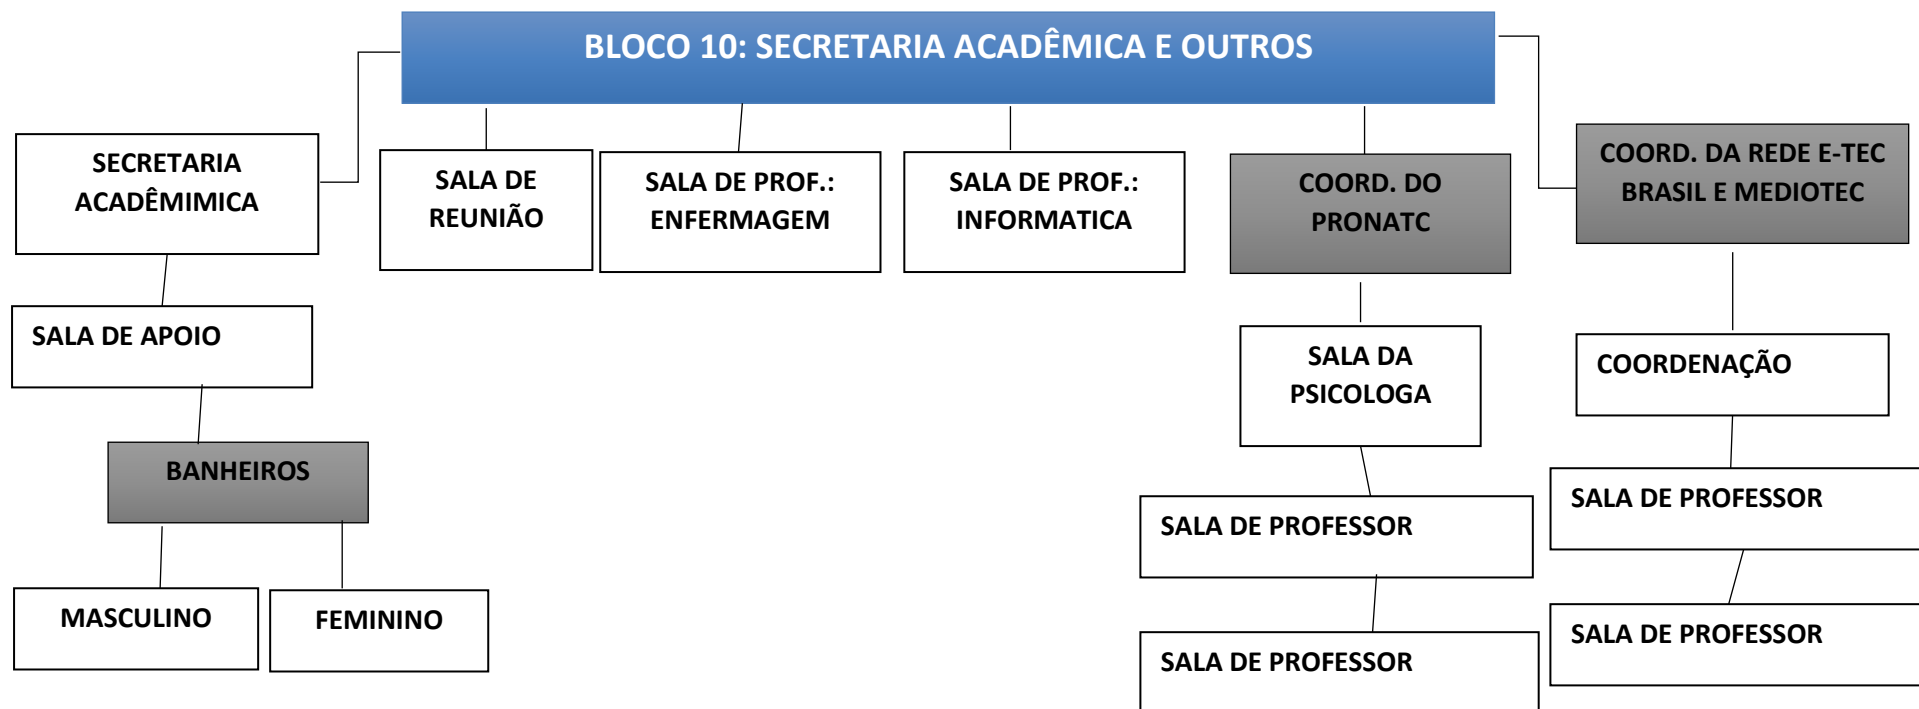 BLOCO 10: SECRETARIA ACADÊMICA E OUTROS
SECRETARIA
ACADÊMIMICA
SALA DE
REUNIÃO
SALA DE PROF.:
ENFERMAGEM
SALA DE PROF.:
INFORMATICA
COORD. DO
PRONATC
COORD. DA REDE E-TEC
BRASIL E MEDIOTEC
SALA DE APOIO
SALA DA
PSICOLOGA
COORDENAÇÃO
BANHEIROS
SALA DE PROFESSOR
SALA DE PROFESSOR
MASCULINO
FEMININO
SALA DE PROFESSOR
SALA DE PROFESSOR